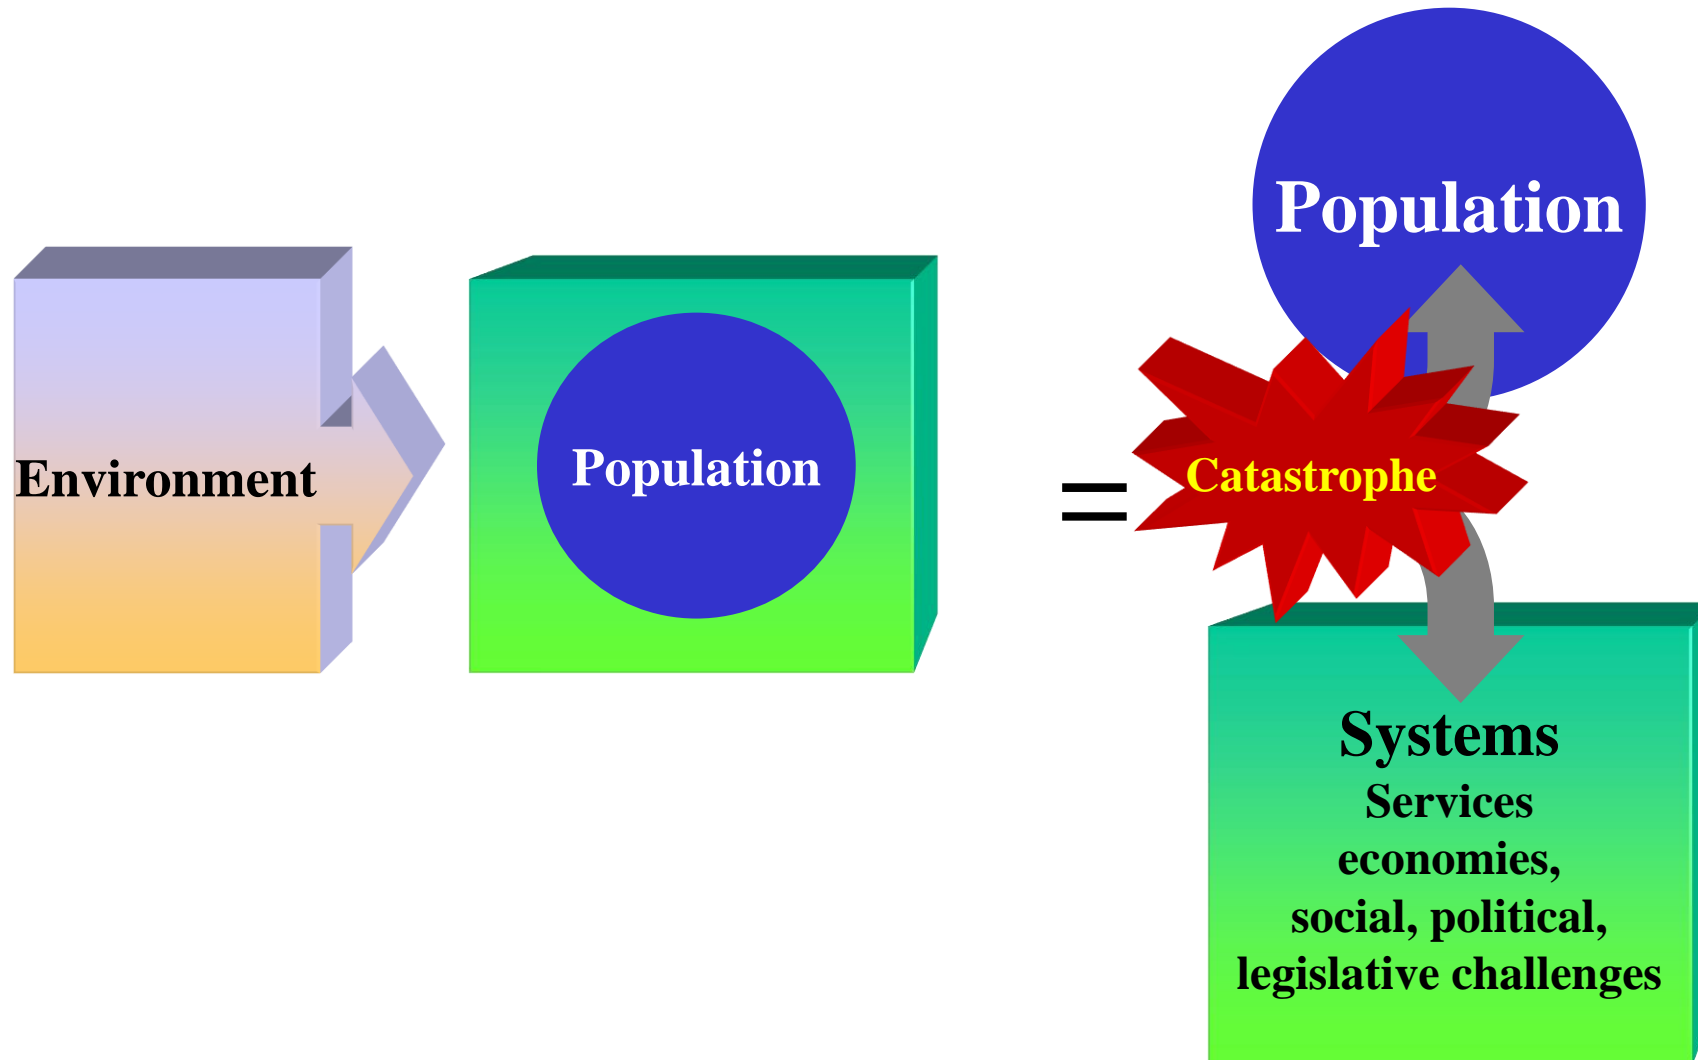 Environment
Population
=
Catastrophe
Population
Systems
Services
economies,
social, political,
legislative challenges